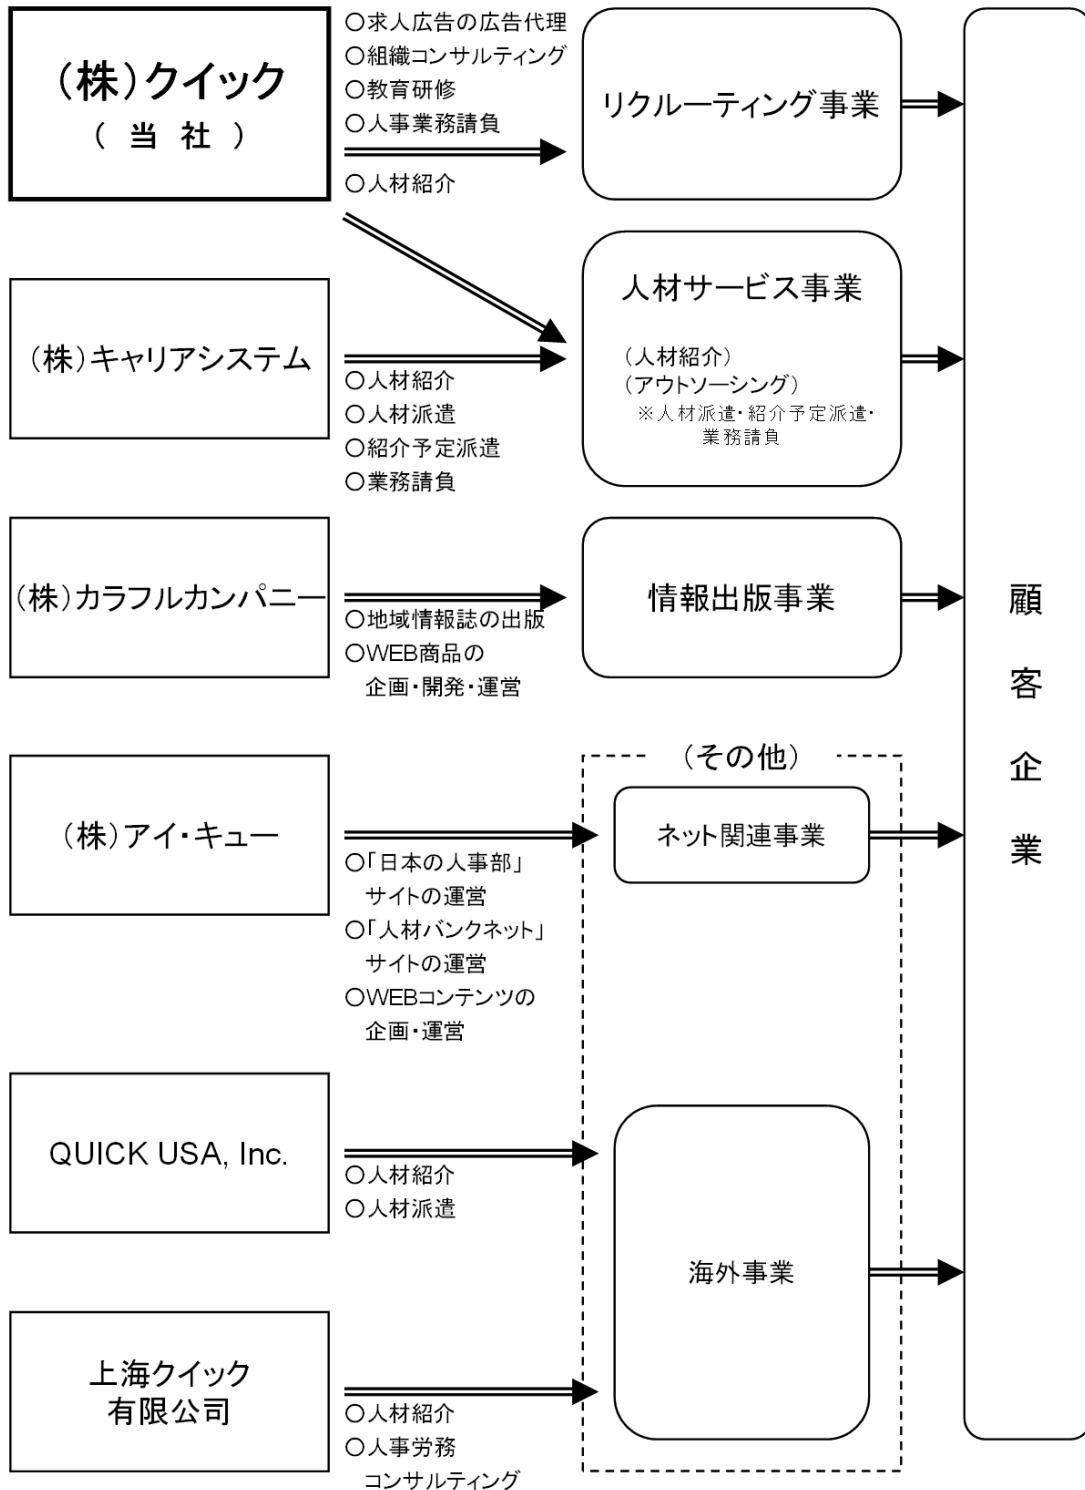 (株)クイック
( 当 社 )
○求人広告の広告代理
○組織コンサルティング
○教育研修
○人事業務請負
○人材紹介
リクルーティング事業
(株)キャリアシステム
○人材紹介
○人材派遣
○紹介予定派遣
○業務請負
人材サービス事業
(人材紹介)
(アウトソーシング)
※人材派遣・紹介予定派遣・
業務請負
(株)カラフルカンパニー
○地域情報誌の出版
○WEB商品の
企画・開発・運営
情報出版事業
(その他)
(株)アイ・キュー
○「日本の人事部」
サイトの運営
○「人材バンクネット」
サイトの運営
○WEBコンテンツの
企画・運営
ネット関連事業
QUICK USA, Inc.
○人材紹介
○人材派遣
海外事業
上海クイック
有限公司
○人材紹介
○人事労務
コンサルティング
顧客企業